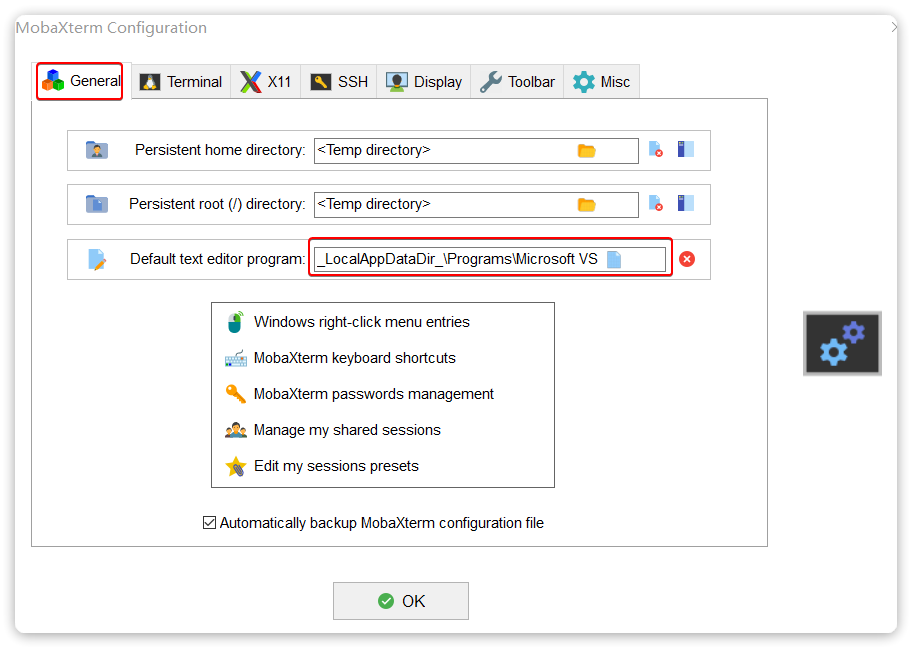 MobaXterm Configuration
General Terminal X11 SSH Display Toolbar Misc
Persistent home directory: <Temp directory>
Persistent root (/) directory: <Temp directory>
Default text editor program: _LocalAppDataDir_\Programs\Microsoft VS
Windows right-click menu entries
MobaXterm keyboard shortcuts
MobaXterm passwords management
Manage my shared sessions
Edit my sessions presets
Automatically backup MobaXterm configuration file
OK